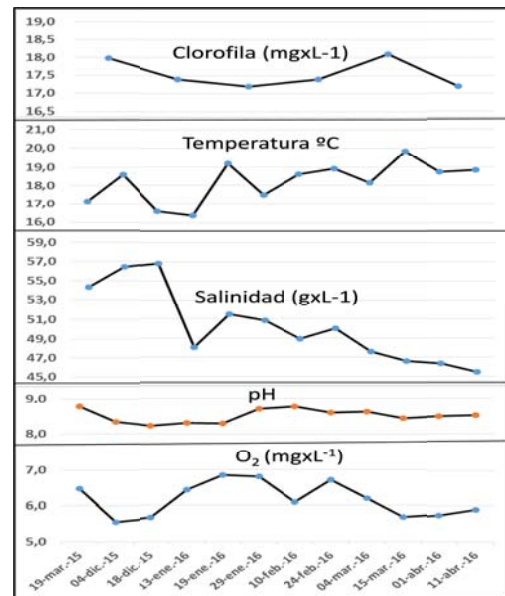 Clorofila (mgxL-1)
19,0
18,5
18,0
17,5
17,0
16,5
Temperatura ºC
21,0
20,0
19,0
18,0
17,0
16,0
Salinidad (gxL-1)
59,0
57,0
55,0
53,0
51,0
49,0
47,0
45,0
pH
9,0
8,0
O₂ (mgxL⁻¹)
7,0
6,0
5,0
19-mar.-15
04-dic.-15
18-dic.15
13-ene.-16
19-ene.-16
29-ene.-16
10-feb.-16
24-feb.-16
04-mar.-16
15-mar.-16
01-abr.-16
11-abr.-16